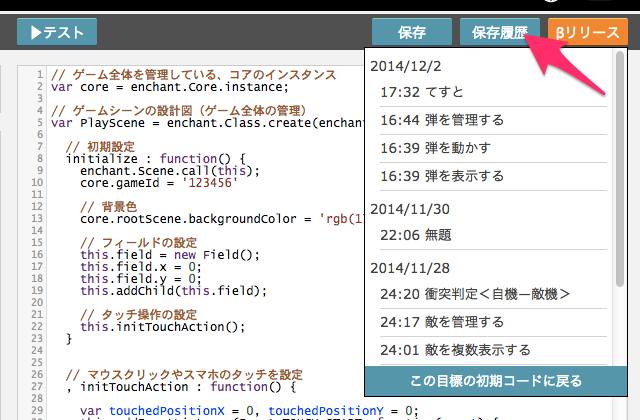 ▶テスト
保存
保存履歴
βリリース
1 // ゲーム全体を管理している、コアのインスタンス
2 var core = enchant.Core.instance;
3
4 // ゲームシーンの設計図（ゲーム全体の管理）
5 var PlayScene = enchant.Class.create(enchant
6
7 // 初期設定
8 initialize : function() {
9 enchant.Scene.call(this);
10 core.gameId = '123456'
11
12 // 背景色
13 core.rootScene.backgroundColor = 'rgb(1
14
15 // フィールドの設定
16 this.field = new Field();
17 this.field.x = 0;
18 this.field.y = 0;
19 this.addChild(this.field);
20
21 // タッチ操作の設定
22 this.initTouchAction();
23 }
24
25
26 // マウスクリックやスマホのタッチを設定
27 , initTouchAction : function() {
28
29 var touchedPositionX = 0, touchedPositionY = 0;
2014/12/2
17:32 てすと
16:44 弾を管理する
16:39 弾を動かす
16:39 弾を表示する
2014/11/30
22:06 無題
2014/11/28
24:20 衝突判定＜自機ー敵機＞
24:17 敵を管理する
24:01 敵を複数表示する
この目標の初期コードに戻る